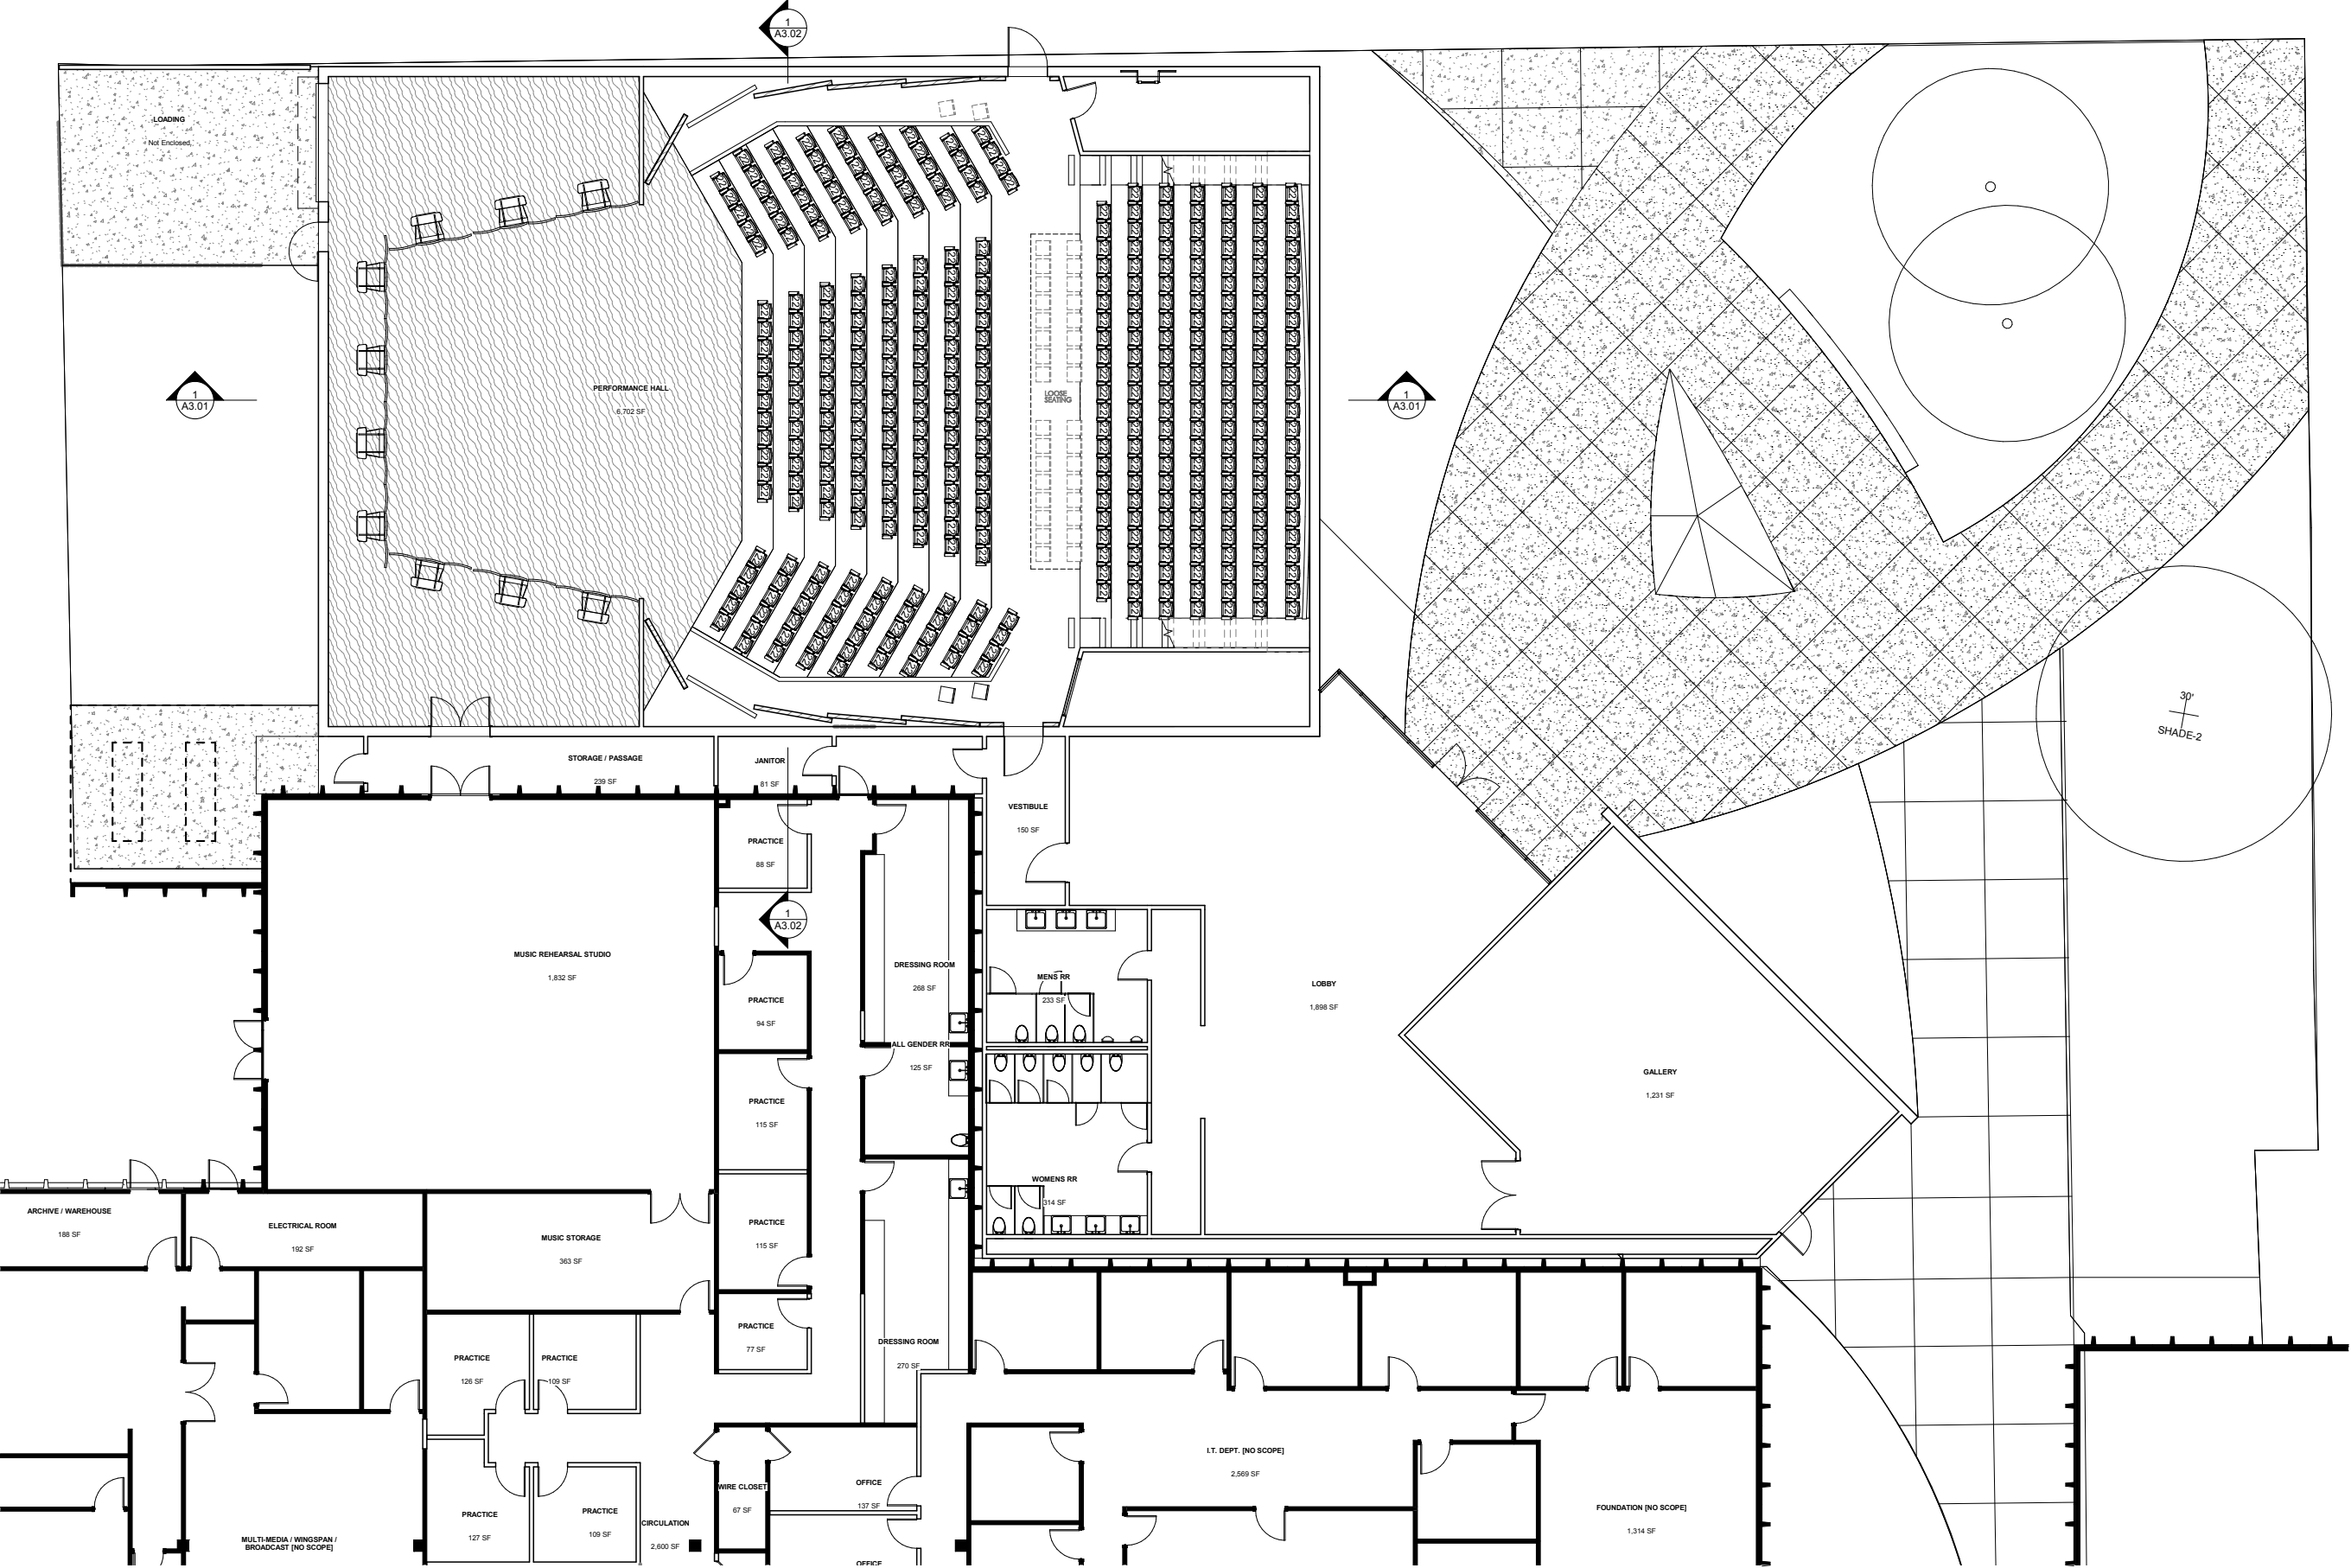 1
A3.02
LOADING
Not Enclosed
PERFORMANCE HALL
6,702 SF
LOOSE
SEATING
1
A3.01
1
A3.01
30'
SHADE-2
STORAGE / PASSAGE
239 SF
JANITOR
81 SF
VESTIBULE
150 SF
PRACTICE
88 SF
1
A3.02
MUSIC REHEARSAL STUDIO
1,832 SF
DRESSING ROOM
268 SF
MENS RR
233 SF
LOBBY
1,898 SF
PRACTICE
94 SF
ALL GENDER RR
125 SF
GALLERY
1,231 SF
PRACTICE
115 SF
WOMENS RR
314 SF
ARCHIVE / WAREHOUSE
188 SF
ELECTRICAL ROOM
192 SF
MUSIC STORAGE
363 SF
PRACTICE
115 SF
PRACTICE
77 SF
DRESSING ROOM
270 SF
PRACTICE
126 SF
PRACTICE
109 SF
I.T. DEPT. [NO SCOPE]
2,569 SF
WIRE CLOSET
67 SF
OFFICE
137 SF
FOUNDATION [NO SCOPE]
1,314 SF
PRACTICE
127 SF
PRACTICE
109 SF
CIRCULATION
2,600 SF
MULTI-MEDIA / WINGSPAN /
BROADCAST [NO SCOPE]
OFFICE